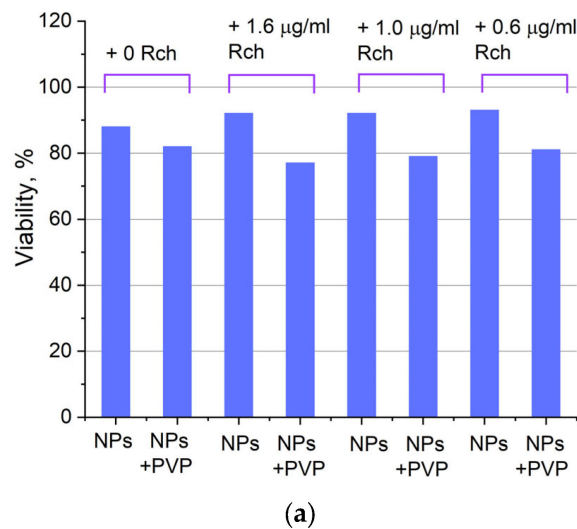 120
100
80
60
40
20
0
Viability, %
+ 0 Rch
+ 1.6 μg/ml
Rch
+ 1.0 μg/ml
Rch
+ 0.6 μg/ml
Rch
NPs
NPs
+PVP
NPs
NPs
+PVP
NPs
NPs
+PVP
NPs
NPs
+PVP
(a)